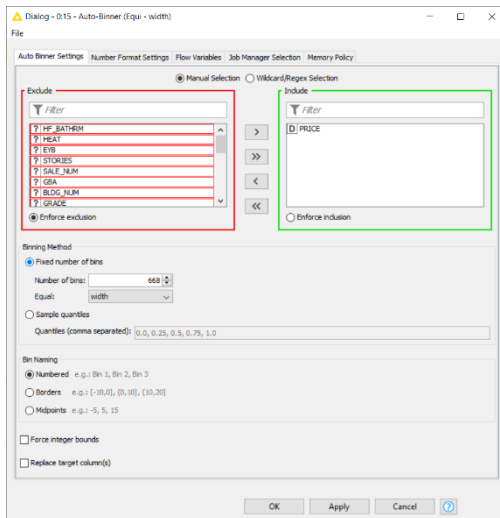 Dialog - 0:15 - Auto-Binner (Equi - width)
File
Auto Binner Settings Number Format Settings Flow Variables Job Manager Selection Memory Policy
Manual Selection Wildcard/Regex Selection
Exclude Include
Filter Filter
? HF_BATHRM D PRICE
? HEAT
? EYB
? STORIES
? SALE_NUM
? GBA
? BLDG_NUM
? GRADE
> 
>>
<
<<
Enforce exclusion Enforce inclusion
Binning Method
Fixed number of bins
Number of bins: 668
Equal: width
Sample quantiles
Quantiles (comma separated): 0.0, 0.25, 0.5, 0.75, 1.0
Bin Naming
Numbered e.g.: Bin 1, Bin 2, Bin 3
Borders e.g.: [-10,0], (0,10], (10,20]
Midpoints e.g.: -5, 5, 15
Force integer bounds
Replace target column(s)
OK Apply Cancel ?